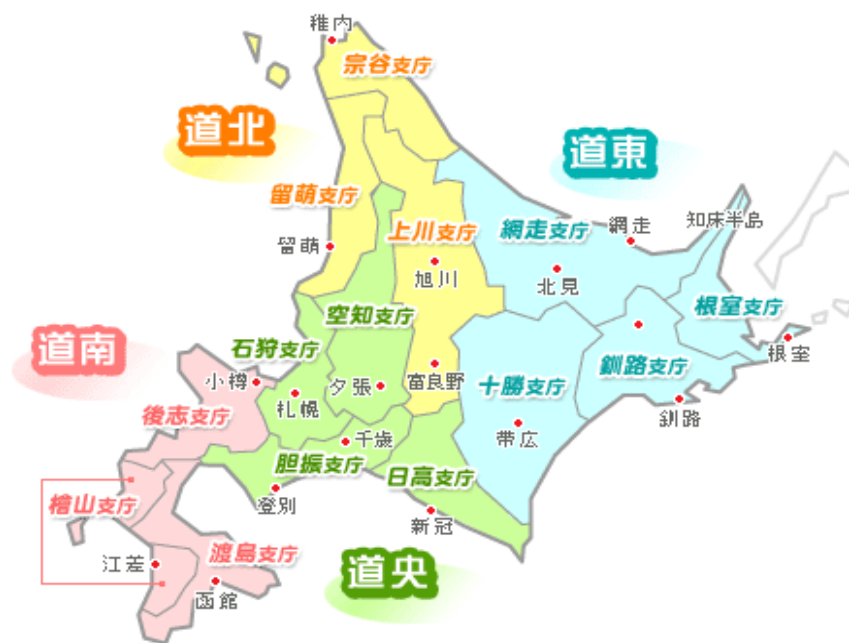 稚内
宗谷支庁
道北
道東
留萌支庁
知床半島
網走
上川支庁
網走支庁
留萌
旭川
北見
空知支庁
根室支庁
道南
石狩支庁
根室
小樽
夕張
富良野
十勝支庁
釧路支庁
札幌
後志支庁
釧路
千歳
帯広
胆振支庁
日高支庁
檜山支庁
登別
新冠
渡島支庁
江差
道央
函館